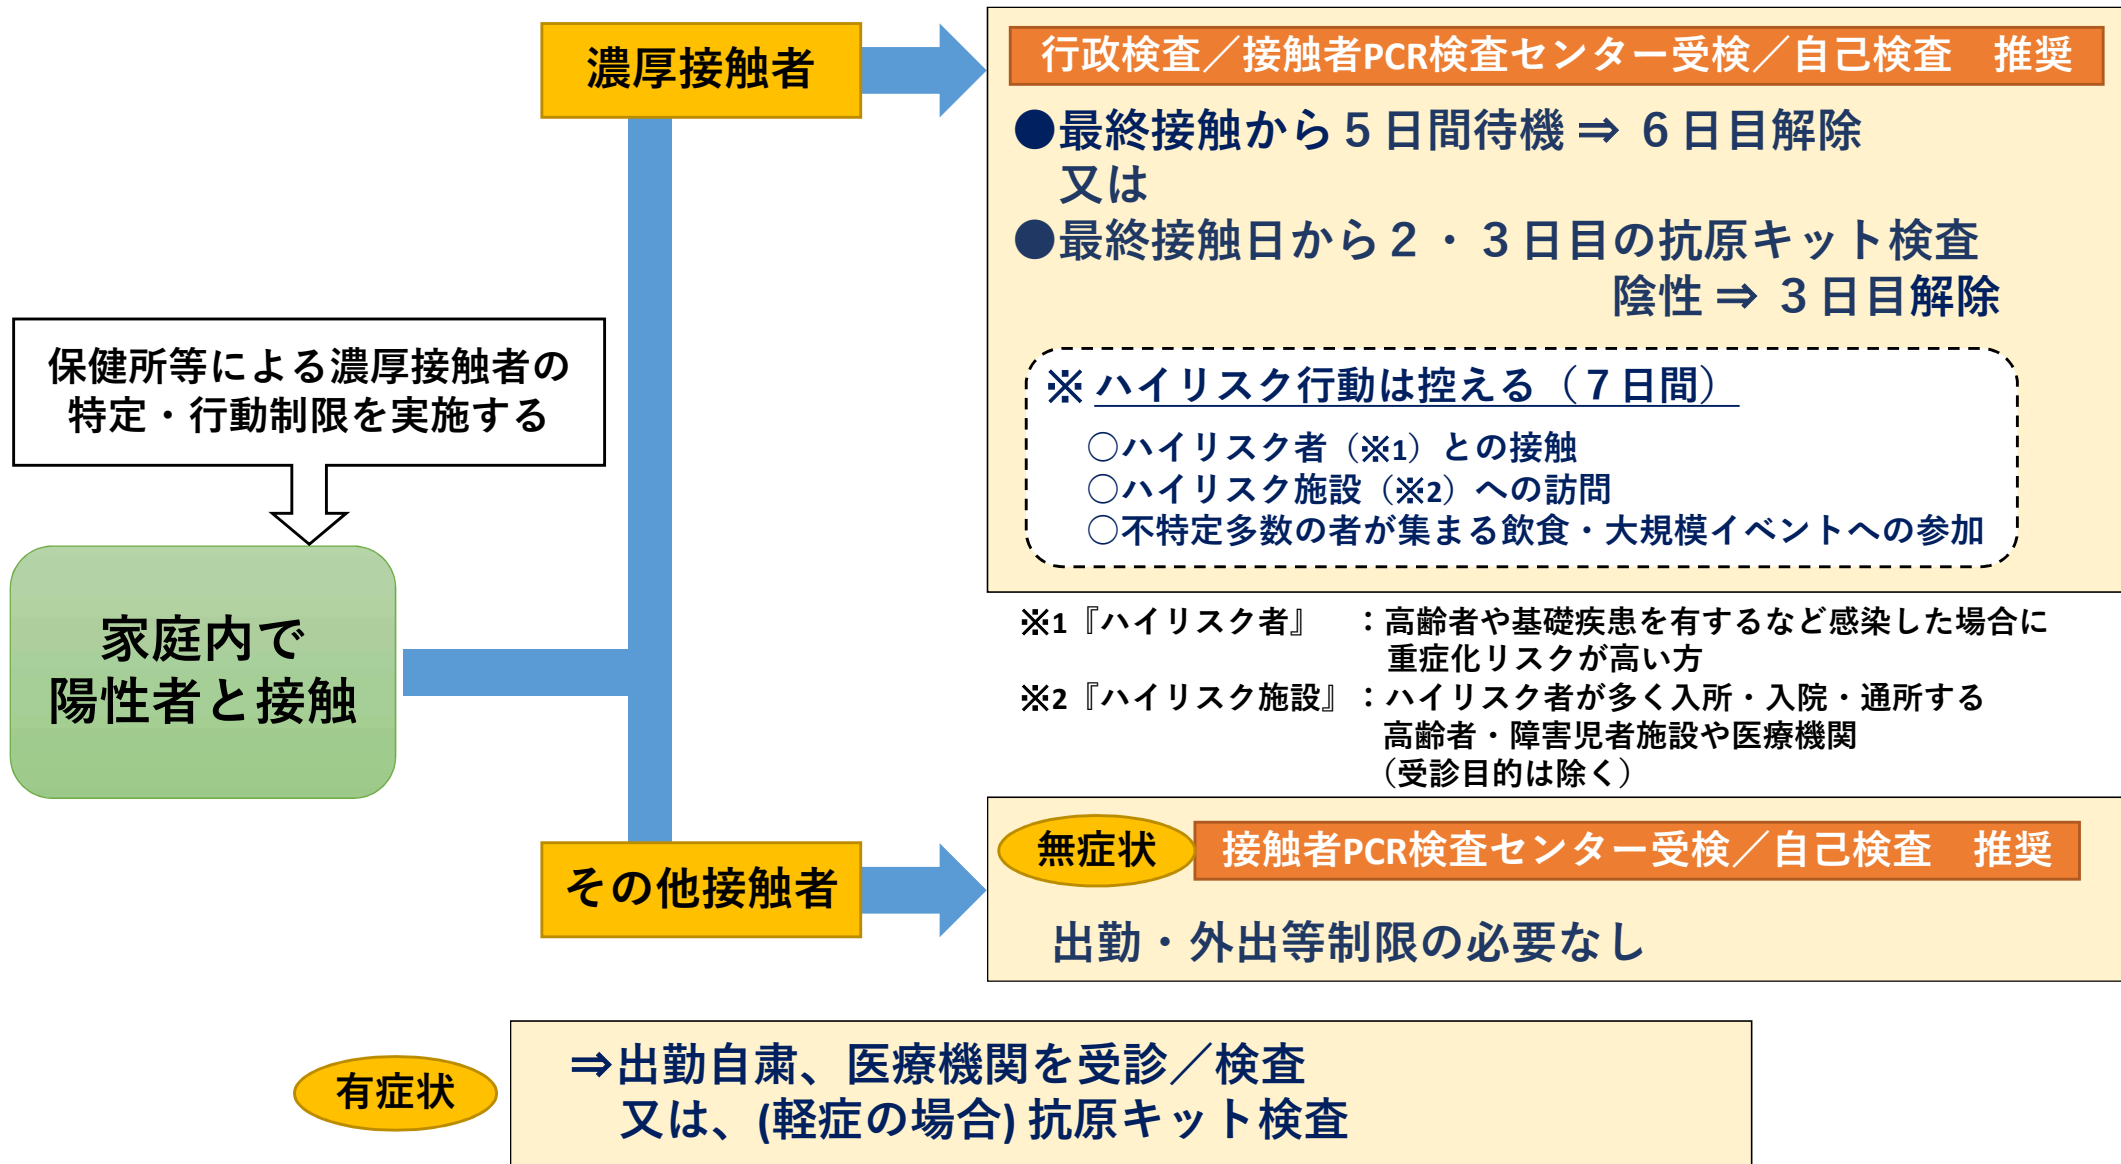 濃厚接触者
行政検査／接触者PCR検査センター受検／自己検査　推奨
●最終接触から５日間待機 ⇒ ６日目解除
又は
●最終接触日から２・３日目の抗原キット検査
陰性 ⇒ ３日目解除
※ ハイリスク行動は控える（７日間）
○ハイリスク者（※1）との接触
○ハイリスク施設（※2）への訪問
○不特定多数の者が集まる飲食・大規模イベントへの参加
保健所等による濃厚接触者の
特定・行動制限を実施する
家庭内で
陽性者と接触
※1『ハイリスク者』　：高齢者や基礎疾患を有するなど感染した場合に
重症化リスクが高い方
※2『ハイリスク施設』：ハイリスク者が多く入所・入院・通所する
高齢者・障害児者施設や医療機関
（受診目的は除く）
その他接触者
無症状
接触者PCR検査センター受検／自己検査　推奨
出勤・外出等制限の必要なし
有症状
⇒出勤自粛、医療機関を受診／検査
又は、(軽症の場合) 抗原キット検査